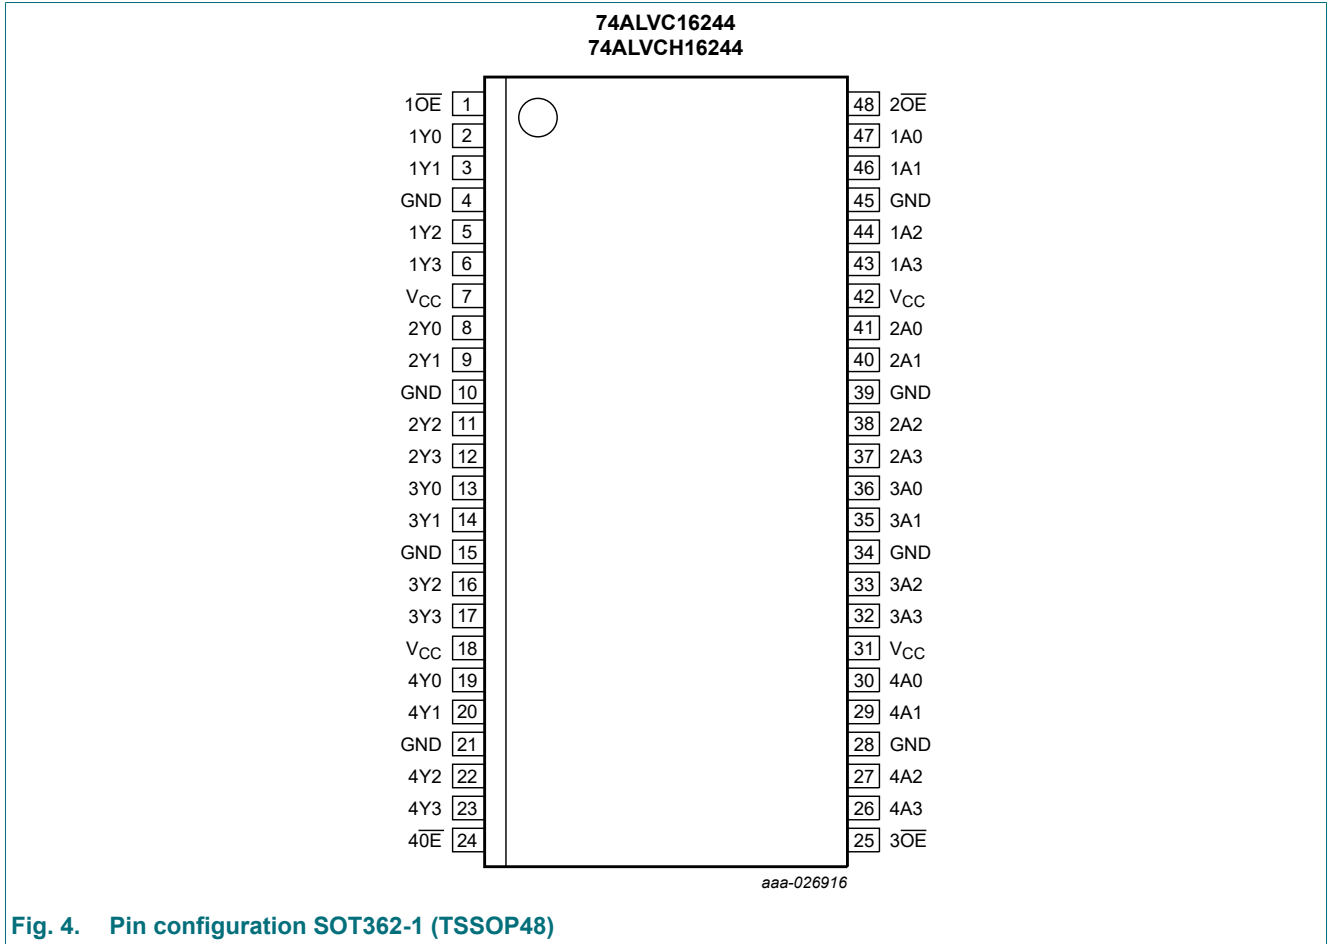 74ALVC16244
74ALVCH16244
1O̅E̅ 1 48 2O̅E̅
1Y0 2 47 1A0
1Y1 3 46 1A1
GND 4 45 GND
1Y2 5 44 1A2
1Y3 6 43 1A3
VCC 7 42 VCC
2Y0 8 41 2A0
2Y1 9 40 2A1
GND 10 39 GND
2Y2 11 38 2A2
2Y3 12 37 2A3
3Y0 13 36 3A0
3Y1 14 35 3A1
GND 15 34 GND
3Y2 16 33 3A2
3Y3 17 32 3A3
VCC 18 31 VCC
4Y0 19 30 4A0
4Y1 20 29 4A1
GND 21 28 GND
4Y2 22 27 4A2
4Y3 23 26 4A3
40̅E̅ 24 25 3O̅E̅
aaa-026916
Fig. 4. Pin configuration SOT362-1 (TSSOP48)